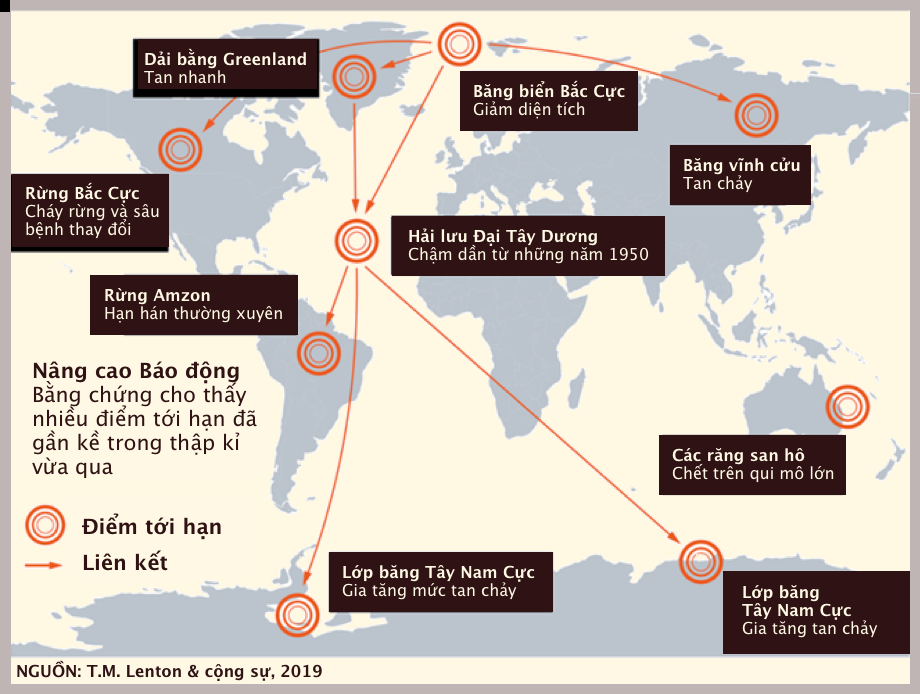 Dải bằng Greenland
Tan nhanh
Băng biển Bắc Cực
Giảm diện tích
Băng vĩnh cửu
Tan chảy
Rừng Bắc Cực
Cháy rừng và sâu
bệnh thay đổi
Hải lưu Đại Tây Dương
Chậm dần từ những năm 1950
Rừng Amzon
Hạn hán thường xuyên
Nâng cao Báo động
Bằng chứng cho thấy
nhiều điểm tới hạn đã
gần kề trong thập kỉ
vừa qua
Các rặng san hô
Chết trên qui mô lớn
Điểm tới hạn
Liên kết
Lớp băng Tây Nam Cực
Gia tăng mức tan chảy
Lớp băng
Tây Nam Cực
Gia tăng tan chảy
NGUỒN: T.M. Lenton & cộng sự, 2019